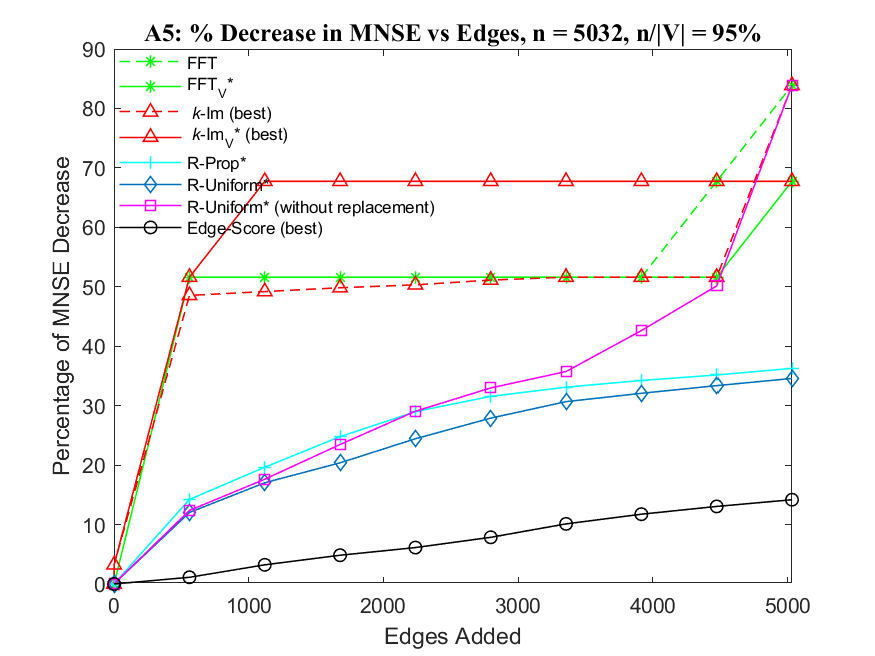 A5: % Decrease in MNSE vs Edges, n = 5032, n/|V| = 95%
90
80
70
60
50
40
30
20
10
0
Percentage of MNSE Decrease
FFT
FFT_V*
k-Im (best)
k-Im_V* (best)
R-Prop*
R-Uniform*
R-Uniform* (without replacement)
Edge-Score (best)
0 1000 2000 3000 4000 5000
Edges Added